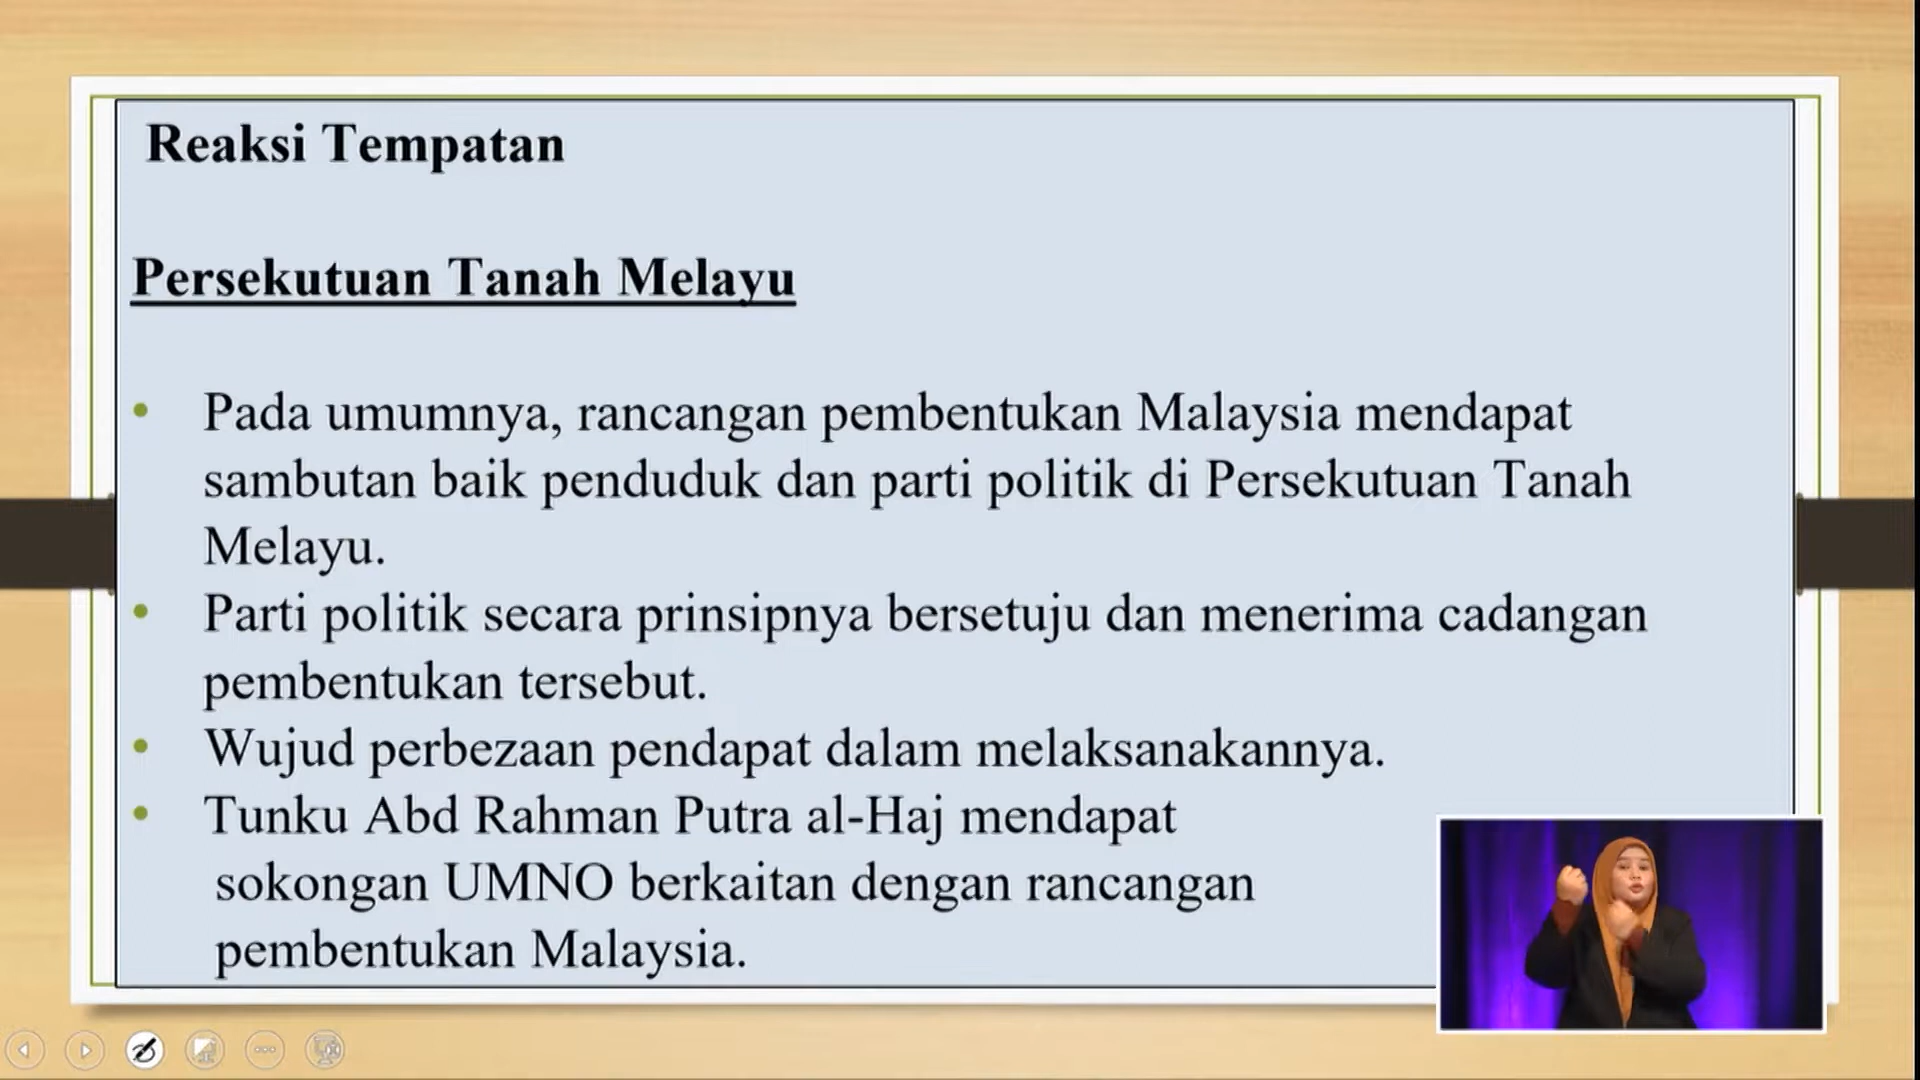 Reaksi Tempatan
Persekutuan Tanah Melayu
• Pada umumnya, rancangan pembentukan Malaysia mendapat
sambutan baik penduduk dan parti politik di Persekutuan Tanah
Melayu.
• Parti politik secara prinsipnya bersetuju dan menerima cadangan
pembentukan tersebut.
• Wujud perbezaan pendapat dalam melaksanakannya.
• Tunku Abd Rahman Putra al-Haj mendapat
sokongan UMNO berkaitan dengan rancangan
pembentukan Malaysia.